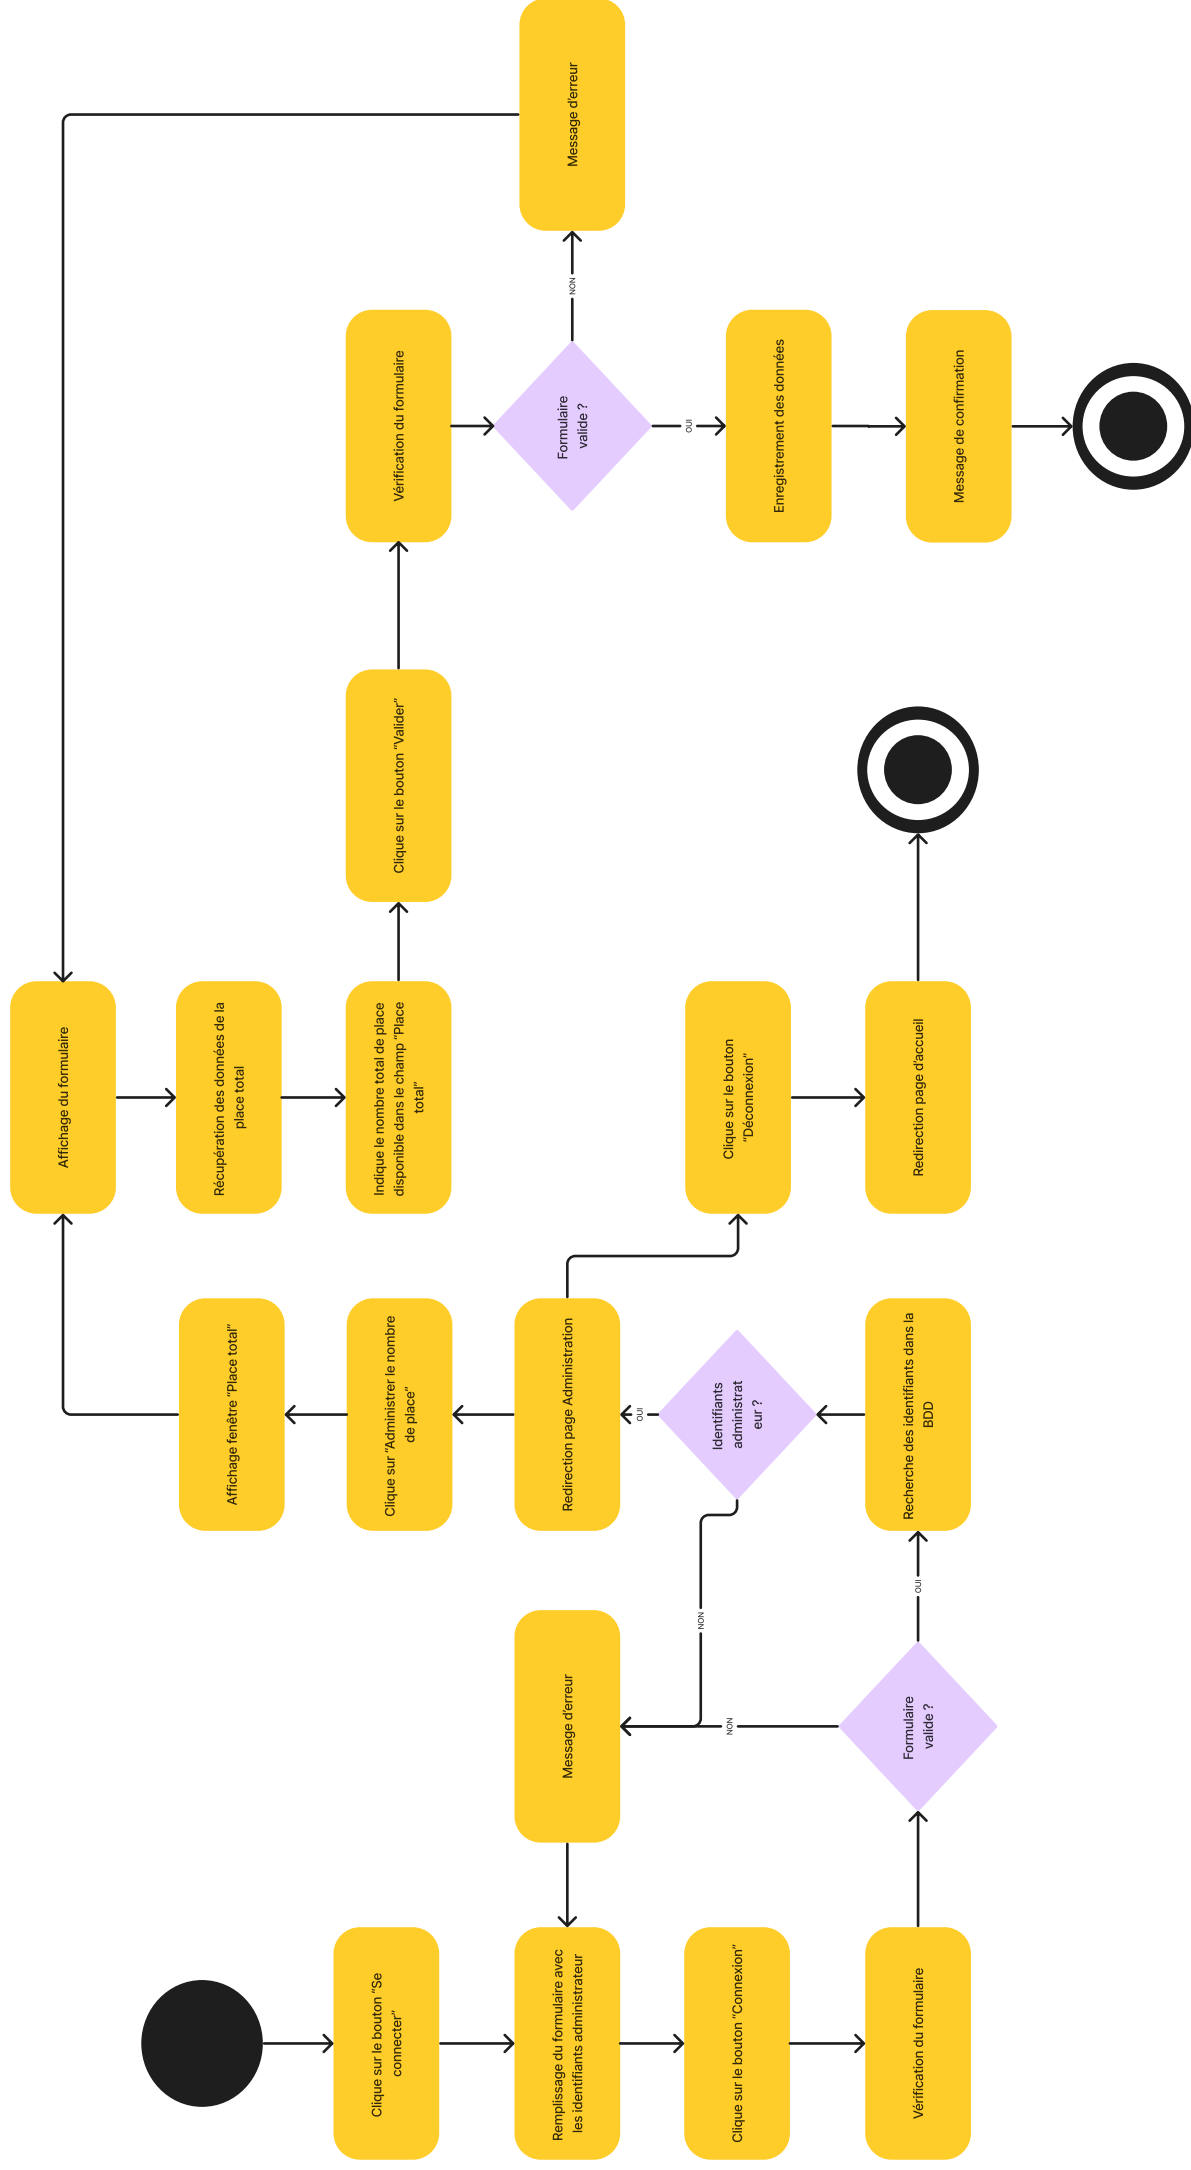 Clique sur le bouton “Se
connecter”
Remplissage du formulaire avec
les identifiants administrateur
Clique sur le bouton “Connexion”
Vérification du formulaire
Formulaire
valide ?
NON
OUI
Message d’erreur
Recherche des identifiants dans la
BDD
Identifiants
administrat
eur ?
NON
OUI
Redirection page Administration
Clique sur “Administrer le nombre
de place”
Affichage fenêtre “Place total”
Clique sur le bouton
“Déconnexion”
Redirection page d’accueil
Affichage du formulaire
Récupération des données de la
place total
Indique le nombre total de place
disponible dans le champ “Place
total”
Clique sur le bouton “Valider”
Vérification du formulaire
Formulaire
valide ?
NON
OUI
Message d’erreur
Enregistrement des données
Message de confirmation